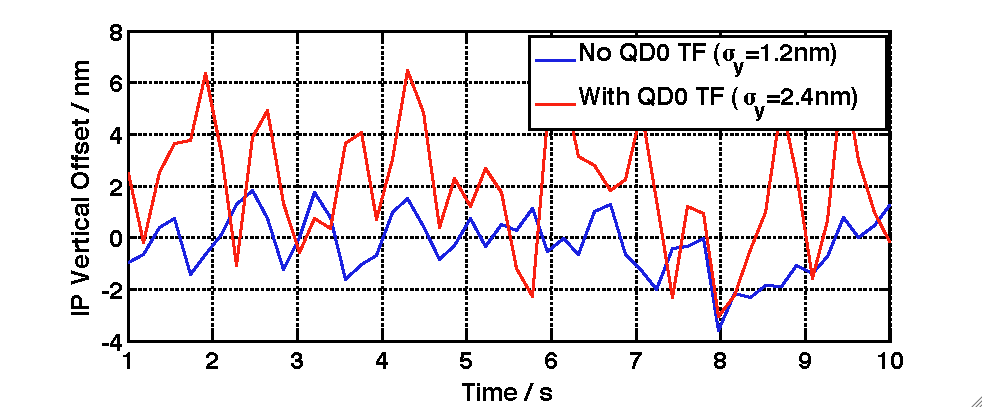 8
6
4
2
0
-2
-4
IP Vertical Offset / nm
No QD0 TF (σy=1.2nm)
With QD0 TF ( σy=2.4nm)
1 2 3 4 5 6 7 8 9 10
Time / s